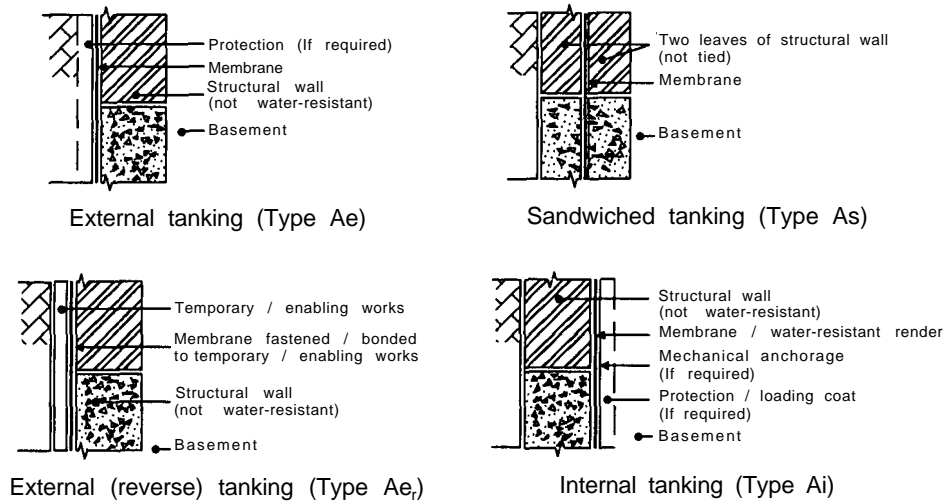 Protection (If required)
Membrane
Structural wall
(not water-resistant)
Basement
External tanking (Type Ae)
Two leaves of structural wall
(not tied)
Membrane
Basement
Sandwiched tanking (Type As)
Temporary / enabling works
Membrane fastened / bonded
to temporary / enabling works
Structural wall
(not water-resistant)
Basement
External (reverse) tanking (Type Aeᵣ)
Structural wall
(not water-resistant)
Membrane / water-resistant render
Mechanical anchorage
(If required)
Protection / loading coat
(If required)
Basement
Internal tanking (Type Ai)